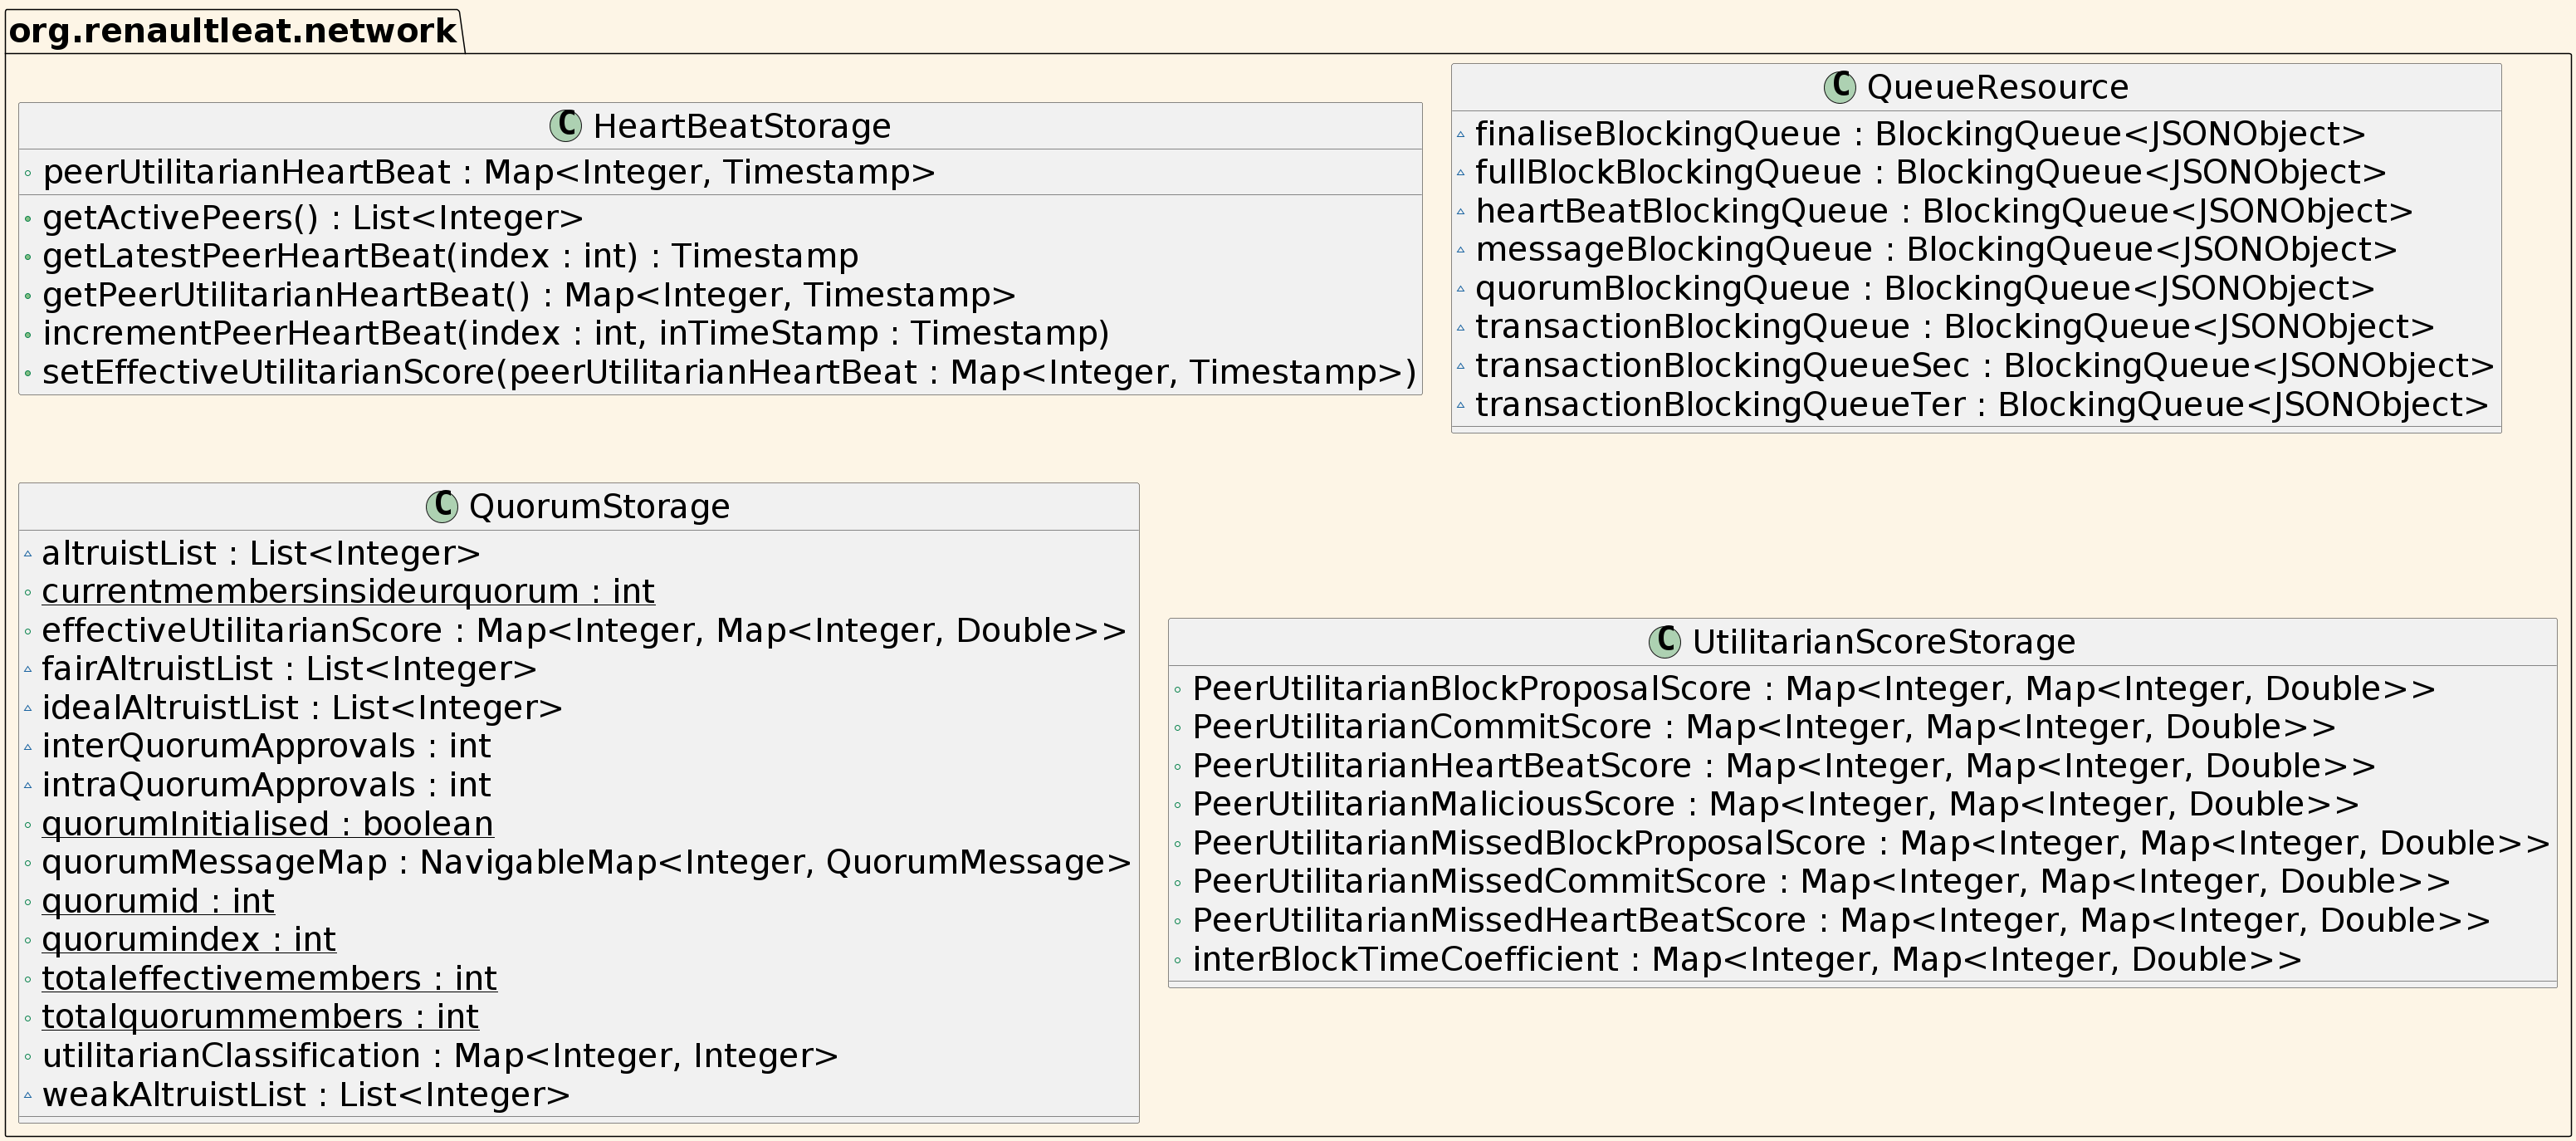 org.renaultleat.network
C HeartBeatStorage
peerUtilitarianHeartBeat : Map<Integer, Timestamp>
getActivePeers() : List<Integer>
getLatestPeerHeartBeat(index : int) : Timestamp
getPeerUtilitarianHeartBeat() : Map<Integer, Timestamp>
incrementPeerHeartBeat(index : int, inTimeStamp : Timestamp)
setEffectiveUtilitarianScore(peerUtilitarianHeartBeat : Map<Integer, Timestamp>)
C QueueResource
finaliseBlockingQueue : BlockingQueue<JSONObject>
fullBlockBlockingQueue : BlockingQueue<JSONObject>
heartBeatBlockingQueue : BlockingQueue<JSONObject>
messageBlockingQueue : BlockingQueue<JSONObject>
quorumBlockingQueue : BlockingQueue<JSONObject>
transactionBlockingQueue : BlockingQueue<JSONObject>
transactionBlockingQueueSec : BlockingQueue<JSONObject>
transactionBlockingQueueTer : BlockingQueue<JSONObject>
C QuorumStorage
altruistList : List<Integer>
currentmembersinsideurquorum : int
effectiveUtilitarianScore : Map<Integer, Map<Integer, Double>>
fairAltruistList : List<Integer>
idealAltruistList : List<Integer>
interQuorumApprovals : int
intraQuorumApprovals : int
quorumInitialised : boolean
quorumMessageMap : NavigableMap<Integer, QuorumMessage>
quorumid : int
quorumindex : int
totaleffectivemembers : int
totalquorummembers : int
utilitarianClassification : Map<Integer, Integer>
weakAltruistList : List<Integer>
C UtilitarianScoreStorage
PeerUtilitarianBlockProposalScore : Map<Integer, Map<Integer, Double>>
PeerUtilitarianCommitScore : Map<Integer, Map<Integer, Double>>
PeerUtilitarianHeartBeatScore : Map<Integer, Map<Integer, Double>>
PeerUtilitarianMaliciousScore : Map<Integer, Map<Integer, Double>>
PeerUtilitarianMissedBlockProposalScore : Map<Integer, Map<Integer, Double>>
PeerUtilitarianMissedCommitScore : Map<Integer, Map<Integer, Double>>
PeerUtilitarianMissedHeartBeatScore : Map<Integer, Map<Integer, Double>>
interBlockTimeCoefficient : Map<Integer, Map<Integer, Double>>